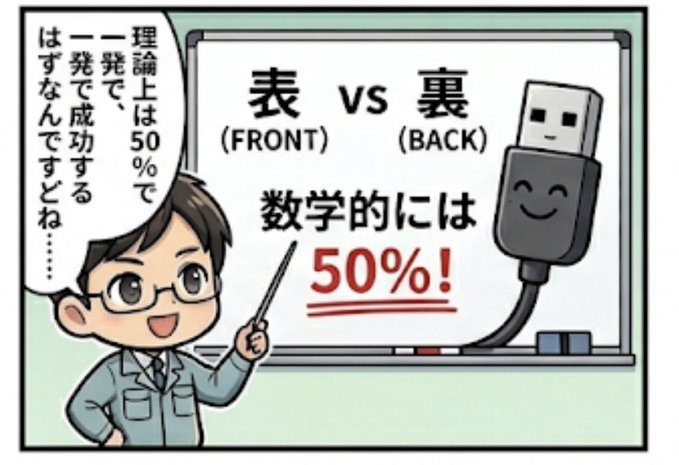 理論上は50%で
一発で、
一発で成功する
はずなんですどね……
表 vs 裏
(FRONT) (BACK)
数学的には
50%!